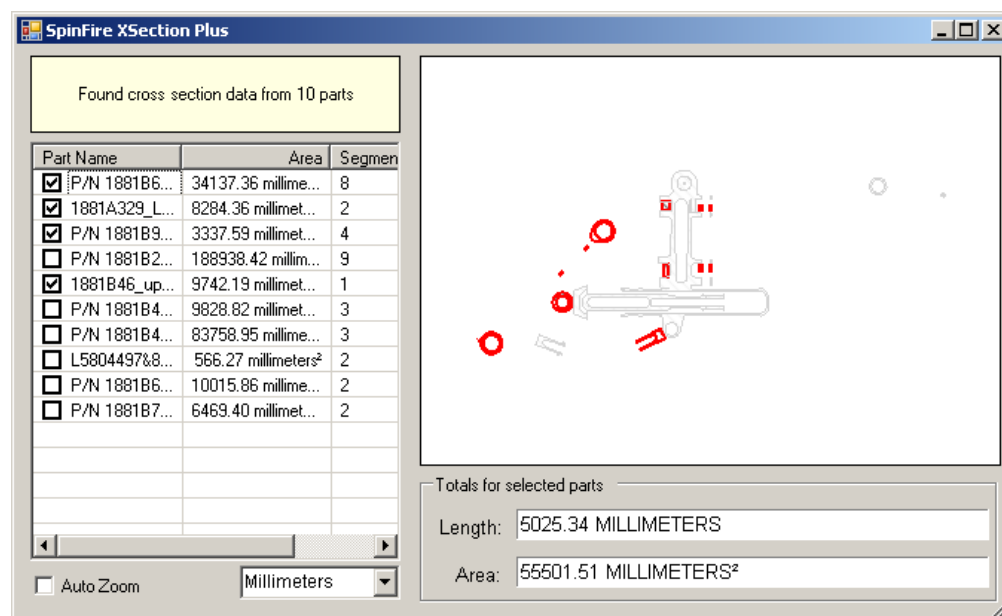 SpinFire XSection Plus
Found cross section data from 10 parts
Part Name Area Segmen
P/N 1881B6... 34137.36 millime... 8
1881A329_L... 8284.36 millimet... 2
P/N 1881B9... 3337.59 millimet... 4
P/N 1881B2... 188938.42 millim... 9
1881B46_up... 9742.19 millimet... 1
P/N 1881B4... 9828.82 millimet... 3
P/N 1881B4... 83758.95 millime... 3
L5804497&8... 566.27 millimeters² 2
P/N 1881B6... 10015.86 millime... 2
P/N 1881B7... 6469.40 millimet... 2
Auto Zoom Millimeters
Totals for selected parts
Length: 5025.34 MILLIMETERS
Area: 55501.51 MILLIMETERS²